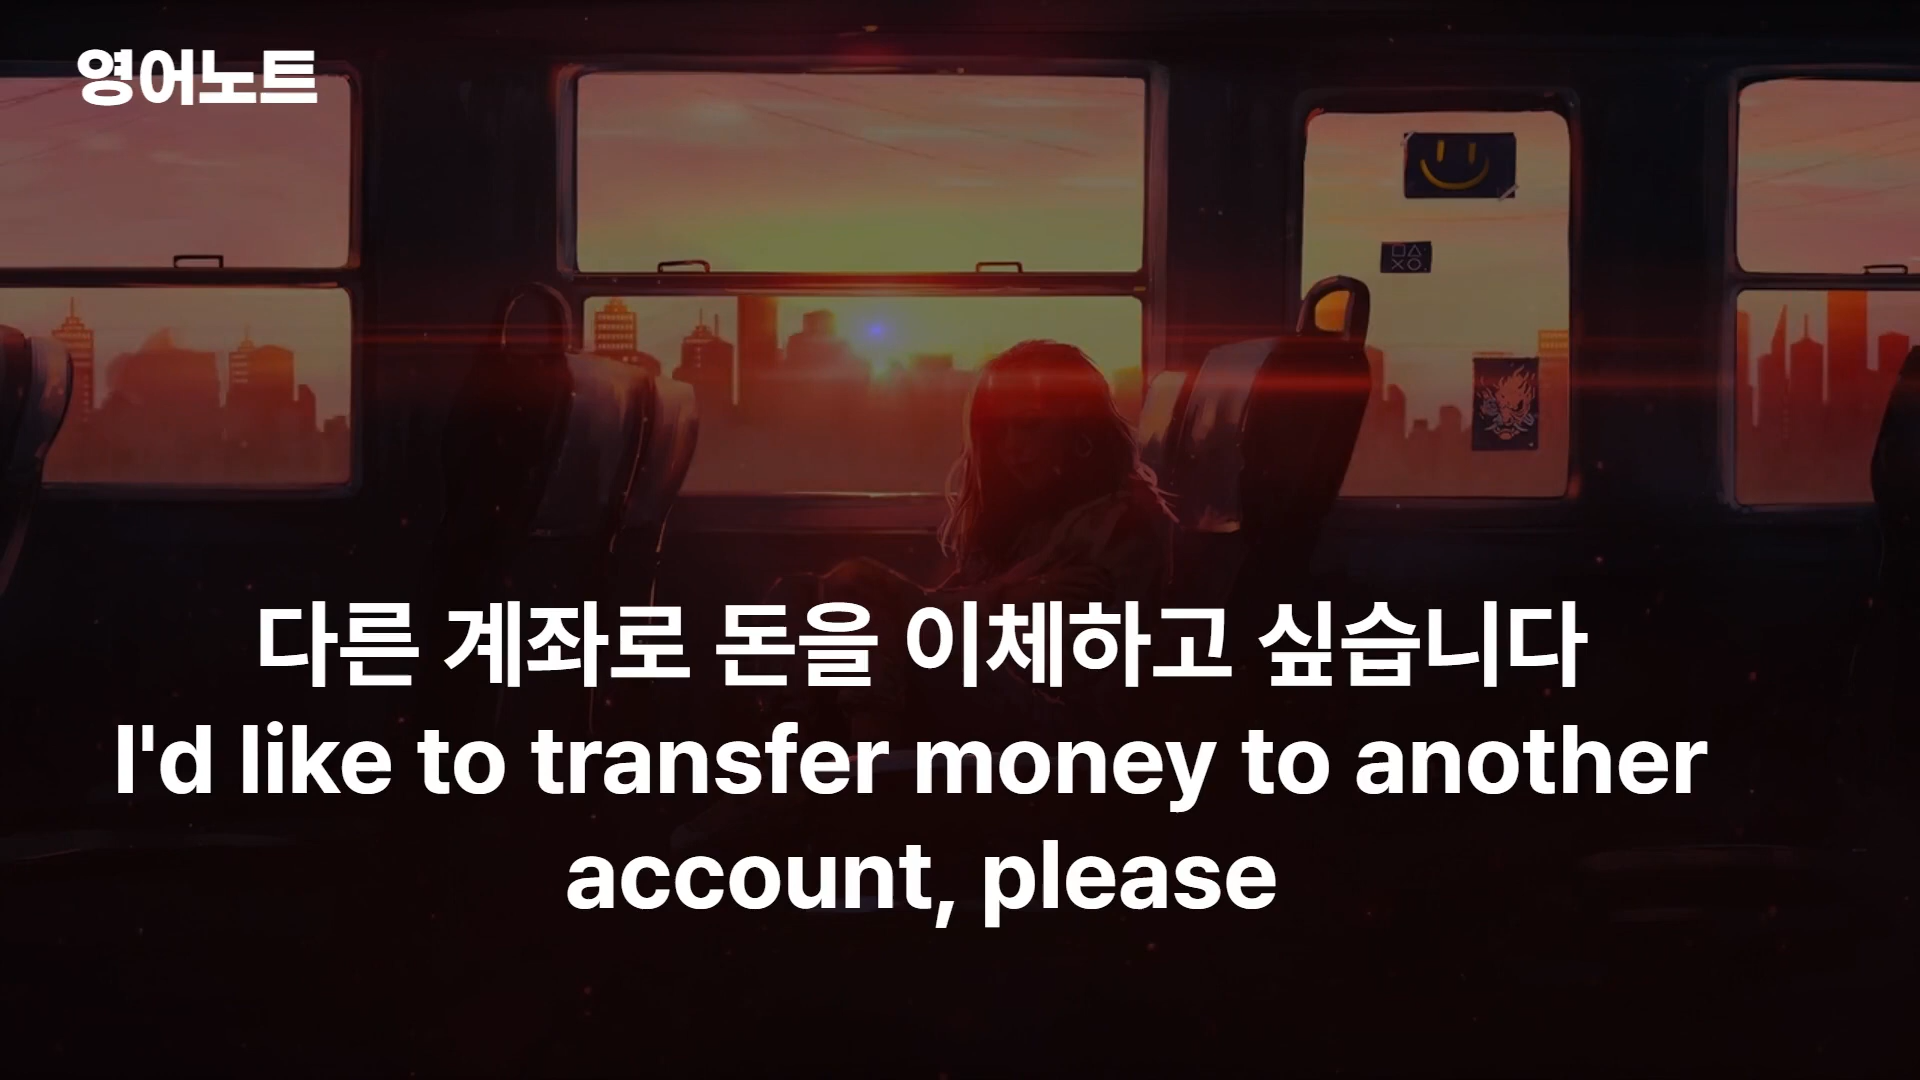 영어노트
다른 계좌로 돈을 이체하고 싶습니다
I'd like to transfer money to another
account, please